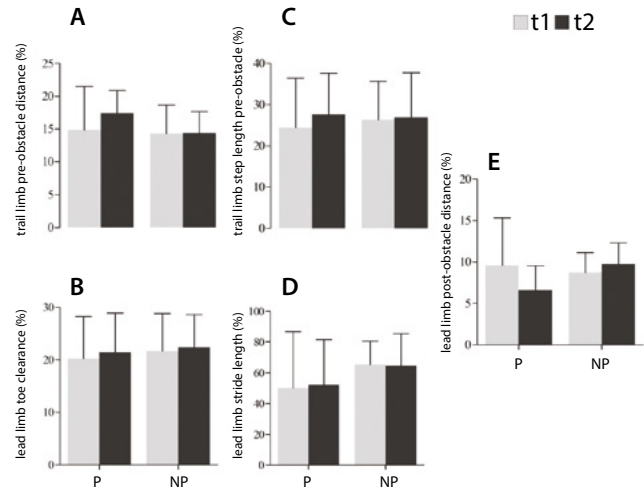 A
C
t1 t2
trail limb pre-obstacle distance (%)
25
20
15
10
5
0
trail limb step length pre-obstacle (%)
40
30
20
10
0
E
lead limb post-obstacle distance (%)
20
15
10
5
0
P NP
B
lead limb toe clearance (%)
30
20
10
0
P NP
D
lead limb stride length (%)
100
80
60
40
20
0
P NP